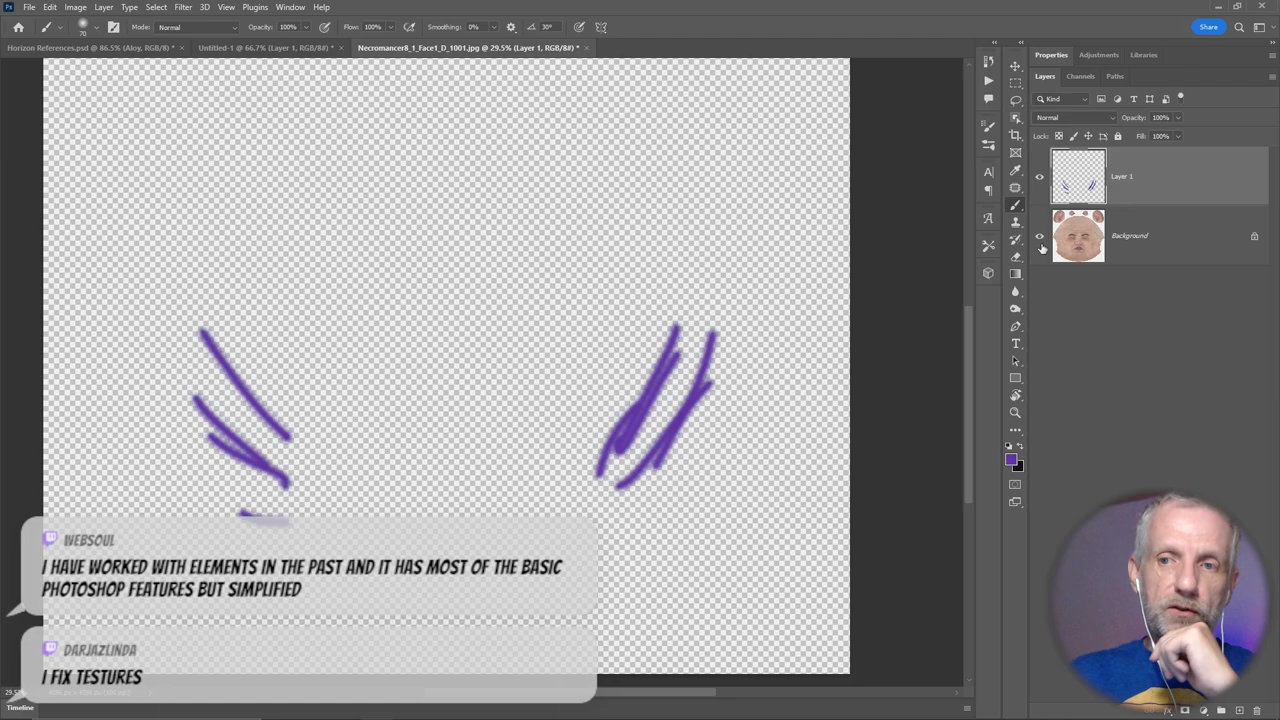 Ps File Edit Image Layer Type Select Filter 3D View Plugins Window Help
70 Mode: Normal Opacity: 100% Flow: 100% Smoothing: 0% 30° Share
Horizon References.psd @ 86.5% (Aloy, RGB/8) * × Untitled-1 @ 66.7% (Layer 1, RGB/8#) * × Necromancer8_1_Face1_D_1001.jpg @ 29.5% (Layer 1, RGB/8#) * ×
Properties Adjustments Libraries
Layers Channels Paths
Kind
Normal Opacity: 100%
Lock: Fill: 100%
Layer 1
Background
WEBSOUL
I HAVE WORKED WITH ELEMENTS IN THE PAST AND IT HAS MOST OF THE BASIC
PHOTOSHOP FEATURES BUT SIMPLIFIED
DARJAZLINDA
I FIX TESTURES
Timeline